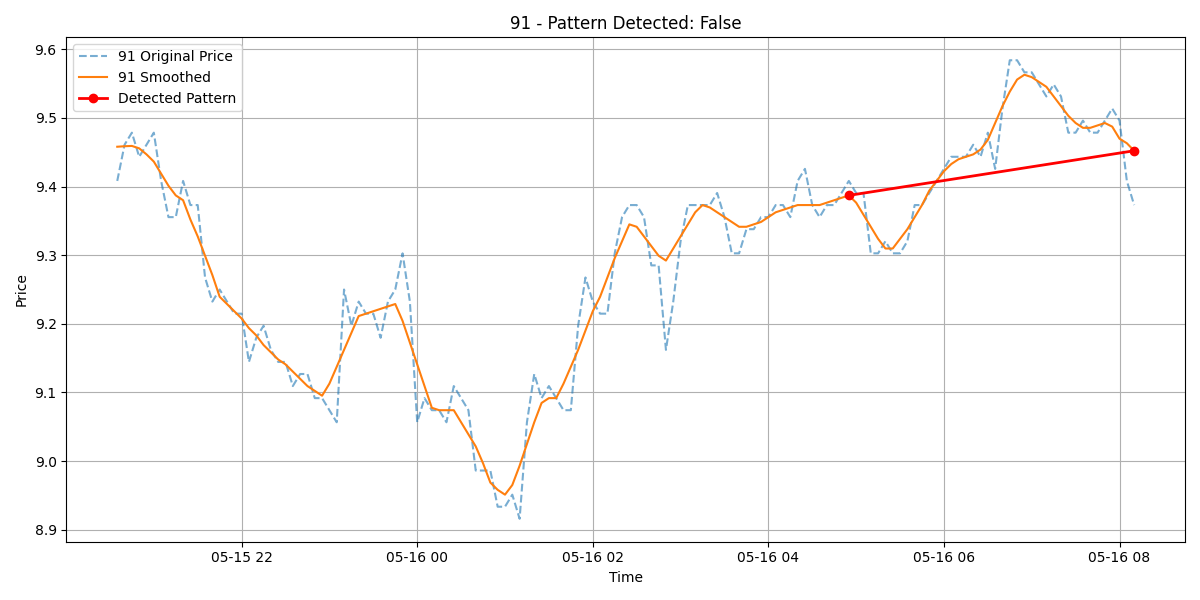 91 - Pattern Detected: False
91 Original Price
91 Smoothed
Detected Pattern
Price
9.6
9.5
9.4
9.3
9.2
9.1
9.0
8.9
05-15 22
05-16 00
05-16 02
05-16 04
05-16 06
05-16 08
Time